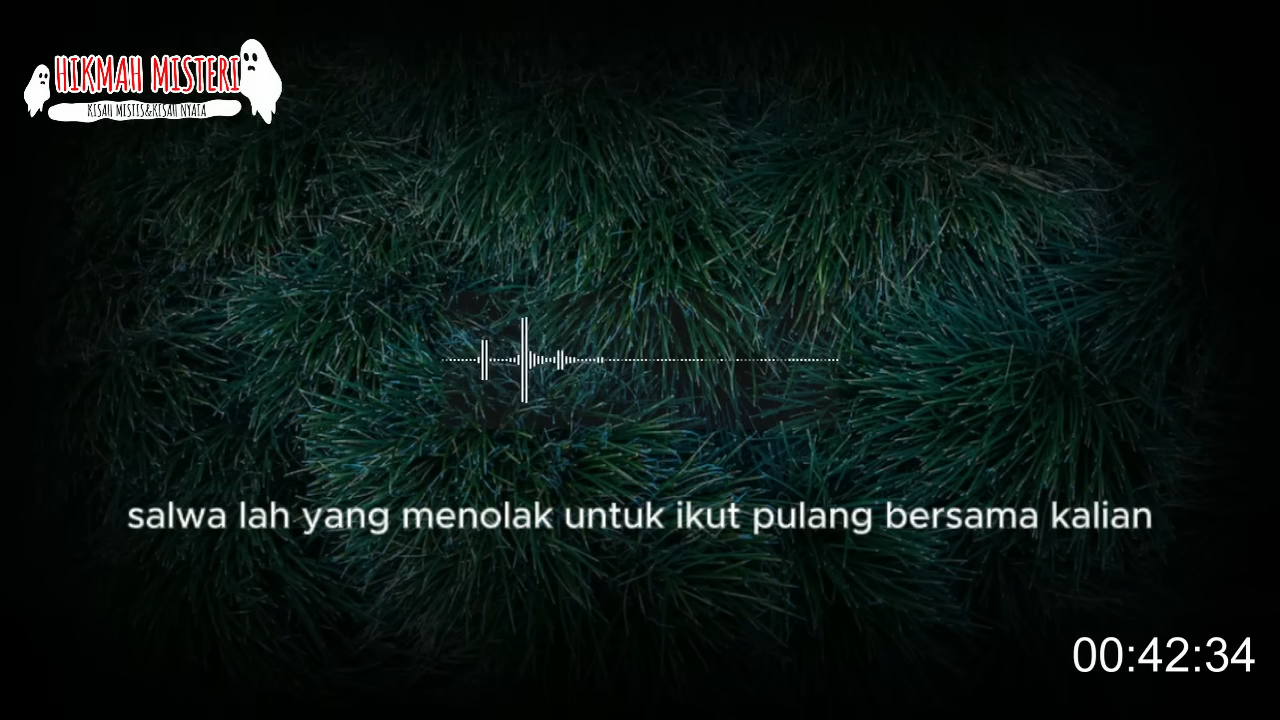 HIKMAH MISTERI
KISAH MISTIS&KISAH NYATA
salwa lah yang menolak untuk ikut pulang bersama kalian
00:42:34